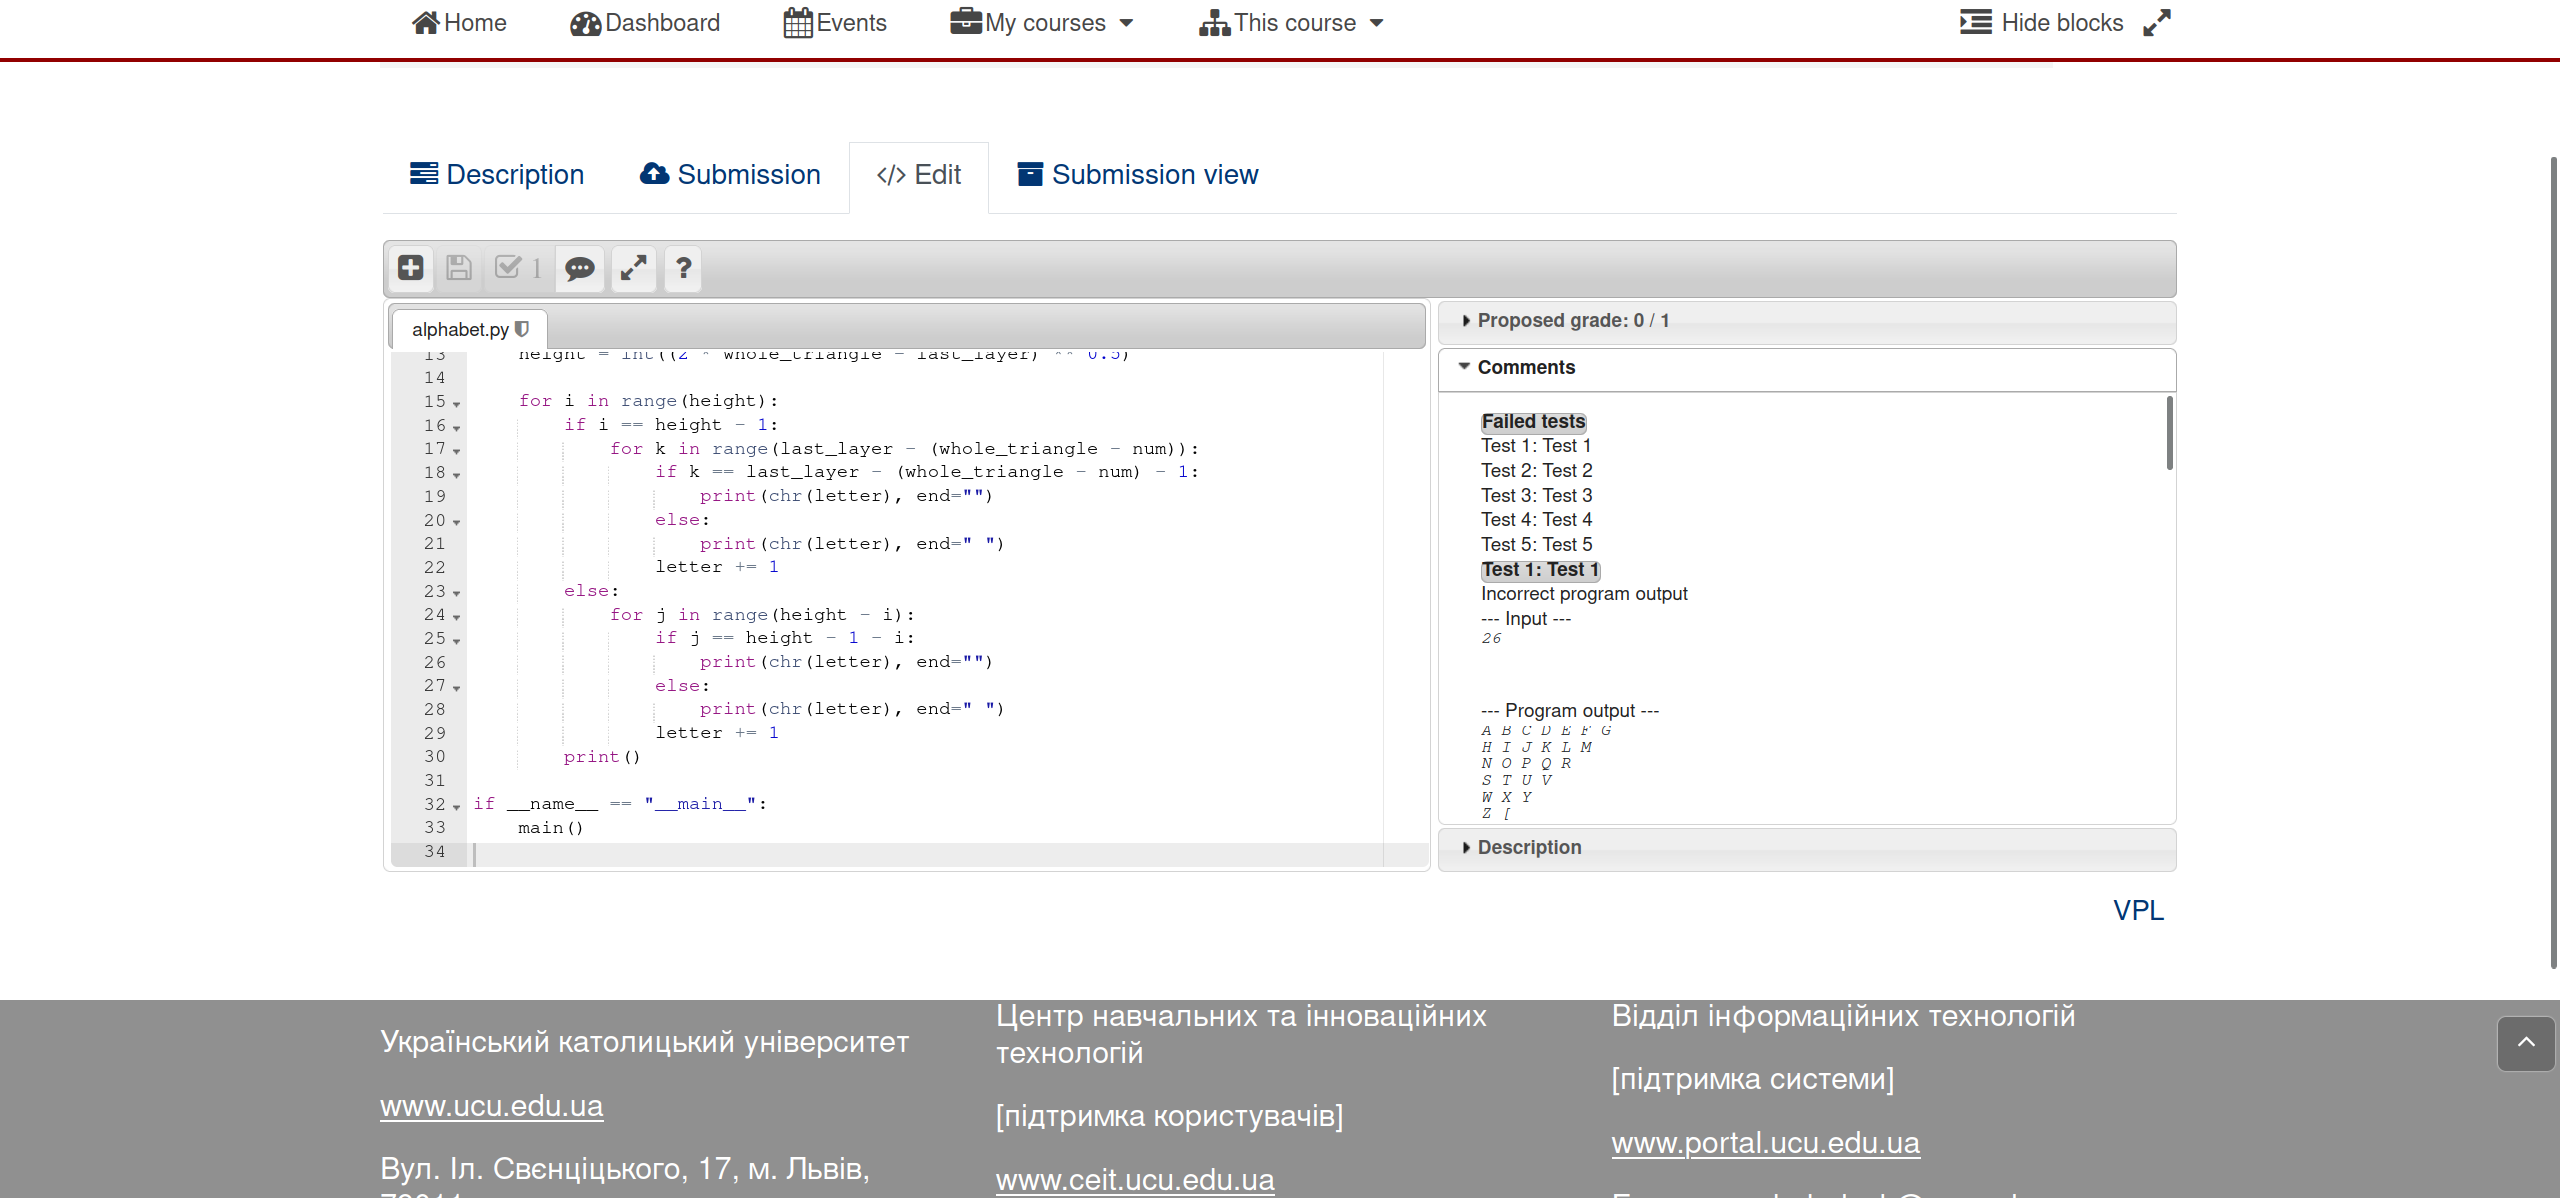 Home Dashboard Events My courses This course Hide blocks
Description Submission </> Edit Submission view
1 ?
alphabet.py
Proposed grade: 0 / 1
Comments
13 height = int((2 * whole_triangle - last_layer) ** 0.5)
14
15 for i in range(height):
16 if i == height - 1:
17 for k in range(last_layer - (whole_triangle - num)):
18 if k == last_layer - (whole_triangle - num) - 1:
19 print(chr(letter), end="")
20 else:
21 print(chr(letter), end=" ")
22 letter += 1
23 else:
24 for j in range(height - i):
25 if j == height - 1 - i:
26 print(chr(letter), end="")
27 else:
28 print(chr(letter), end=" ")
29 letter += 1
30 print()
31
32 if __name__ == "__main__":
33 main()
34
Failed tests
Test 1: Test 1
Test 2: Test 2
Test 3: Test 3
Test 4: Test 4
Test 5: Test 5
Test 1: Test 1
Incorrect program output
--- Input ---
26
--- Program output ---
A B C D E F G
H I J K L M
N O P Q R
S T U V
W X Y
Z [
Description
VPL
Український католицький університет
www.ucu.edu.ua
Вул. Іл. Свєнціцького, 17, м. Львів,
Центр навчальних та інноваційних
технологій
[підтримка користувачів]
www.ceit.ucu.edu.ua
Відділ інформаційних технологій
[підтримка системи]
www.portal.ucu.edu.ua